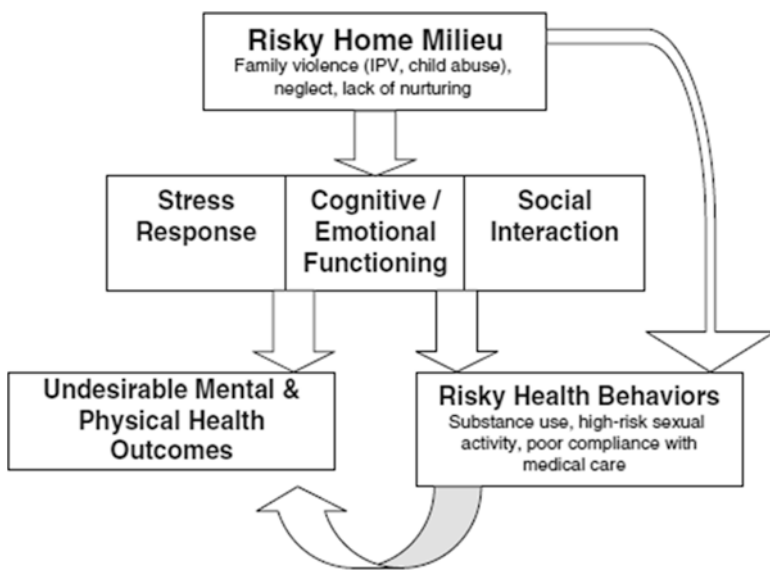 Risky Home Milieu
Family violence (IPV, child abuse),
neglect, lack of nurturing
Stress
Response
Cognitive /
Emotional
Functioning
Social
Interaction
Undesirable Mental &
Physical Health
Outcomes
Risky Health Behaviors
Substance use, high-risk sexual
activity, poor compliance with
medical care